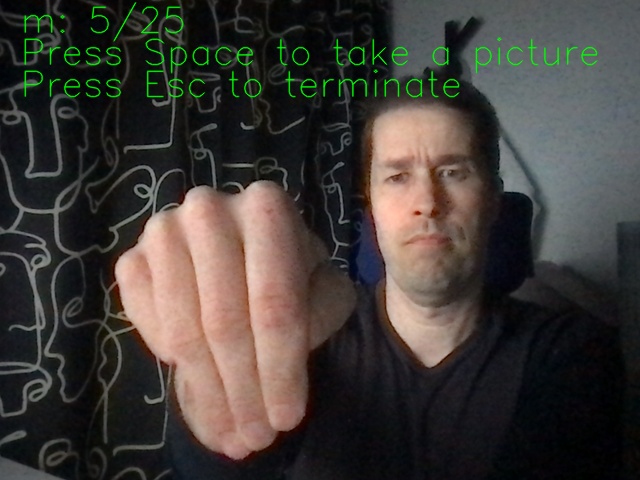 m: 5/25
Press Space to take a picture
Press Esc to terminate